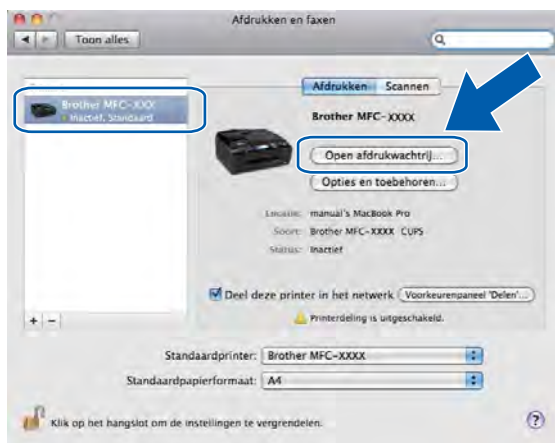 Afdrukken en faxen
Toon alles
Afdrukken Scannen
Brother MFC-XXX
Inactief, Standaard
Brother MFC-XXXX
Open afdrukwachtrij...
Opties en toebehoren...
Locatie: manual's MacBook Pro
Soort: Brother MFC-XXXX CUPS
Status: Inactief
Deel deze printer in het netwerk Voorkeurenpaneel 'Delen'...
Printerdeling is uitgeschakeld.
+ −
Standaardprinter: Brother MFC-XXXX
Standaardpapierformaat: A4
Klik op het hangslot om de instellingen te vergrendelen. ?